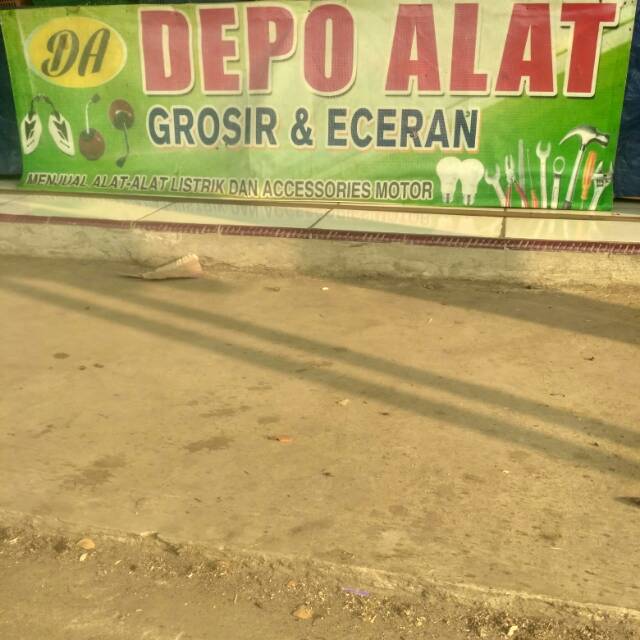 DA
DEPO ALAT
GROSIR & ECERAN
MENJUAL ALAT-ALAT LISTRIK DAN ACCESSORIES MOTOR